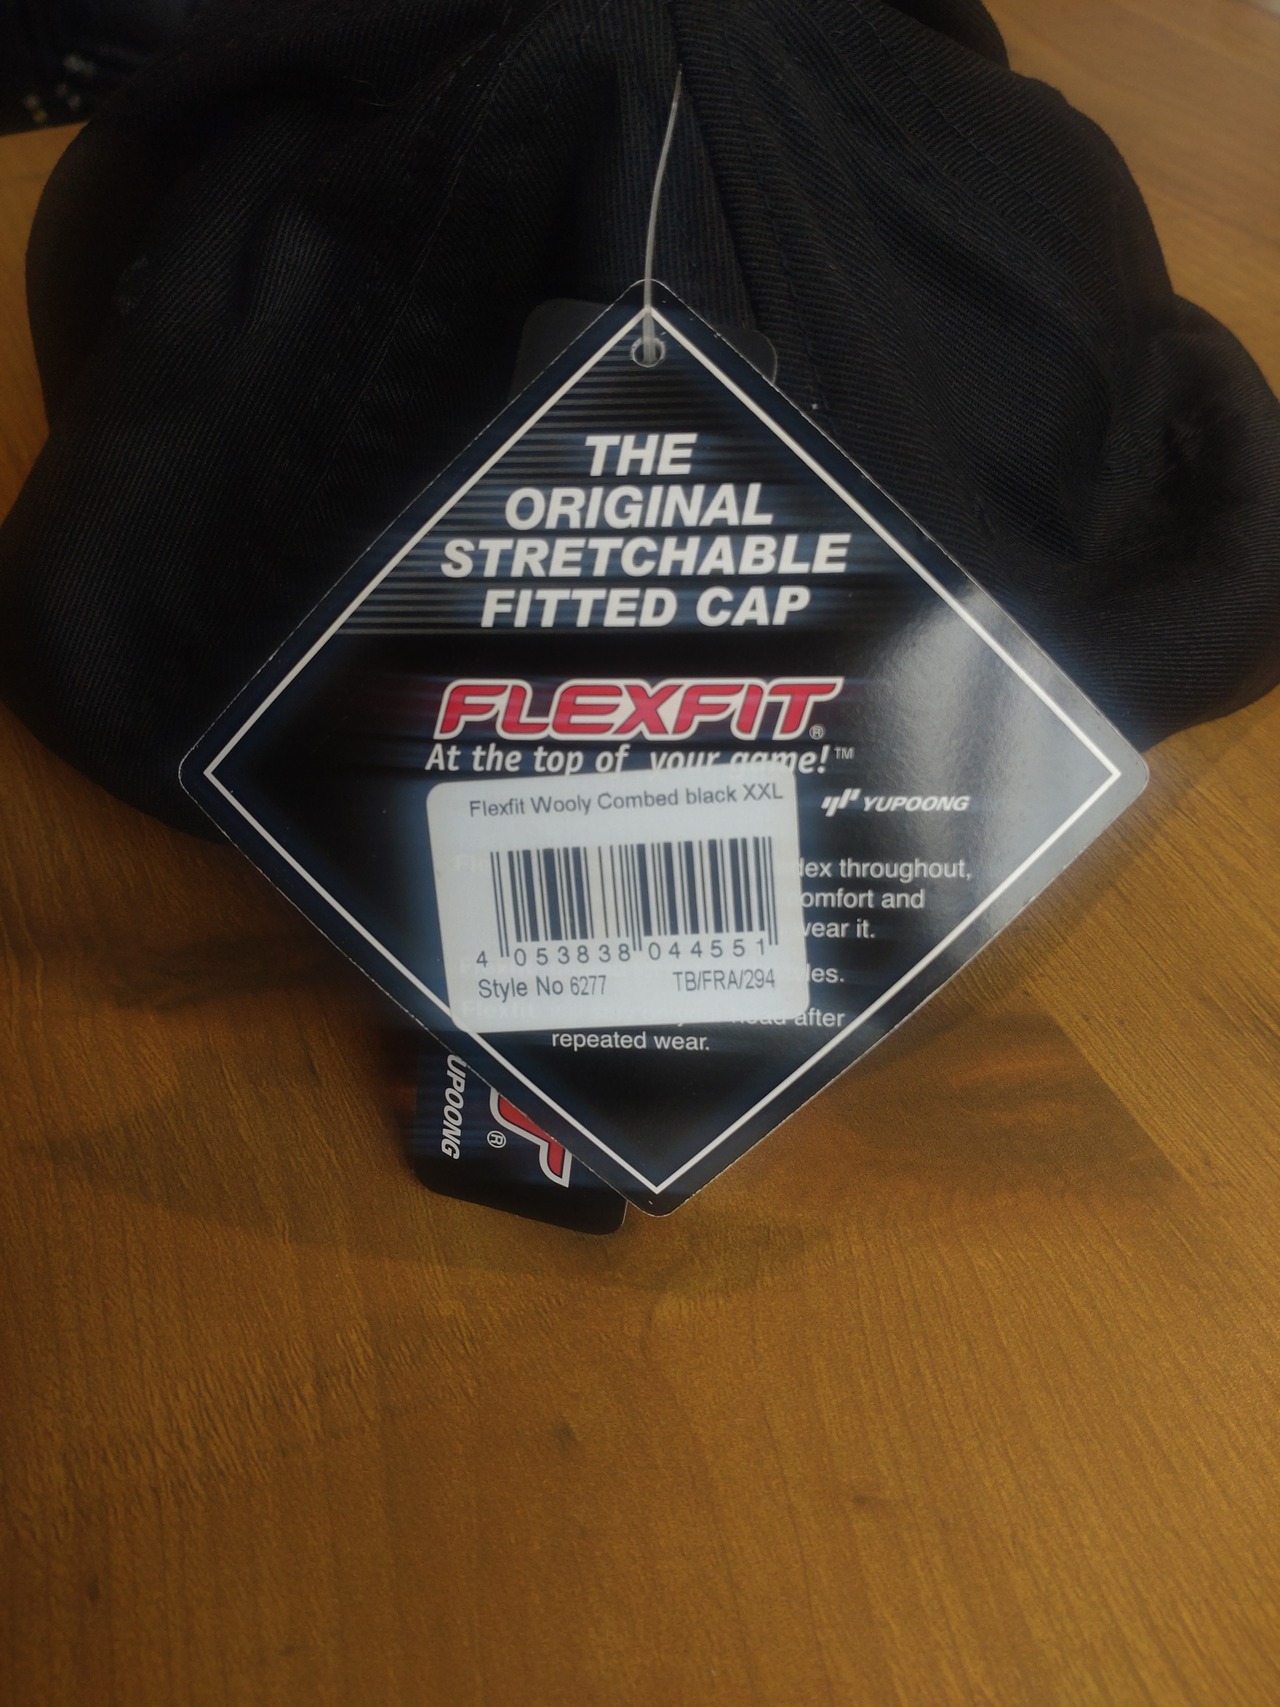 THE
ORIGINAL
STRETCHABLE
FITTED CAP
FLEXFIT®
At the top of your game!™
YUPOONG
Flexfit Wooly Combed black XXL
4 053838 044551
Style No 6277 TB/FRA/294
dex throughout,
omfort and
wear it.
les.
head after
repeated wear.
UPOONG
®